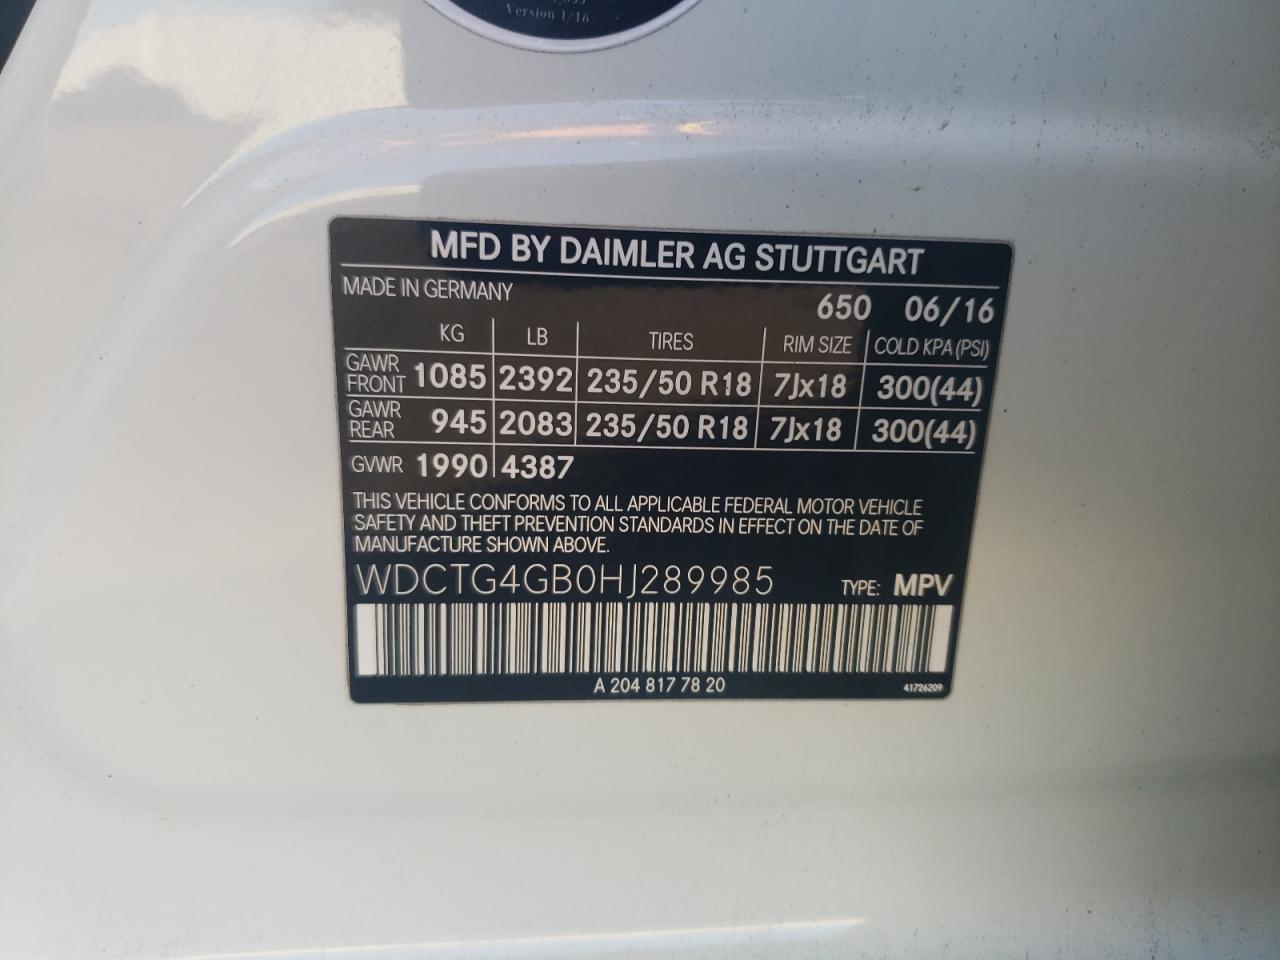 Version 1/16
MFD BY DAIMLER AG STUTTGART
MADE IN GERMANY
650 06/16
KG LB TIRES RIM SIZE COLD KPA (PSI)
GAWR FRONT 1085 2392 235/50 R18 7Jx18 300(44)
GAWR REAR 945 2083 235/50 R18 7Jx18 300(44)
GVWR 1990 4387
THIS VEHICLE CONFORMS TO ALL APPLICABLE FEDERAL MOTOR VEHICLE
SAFETY AND THEFT PREVENTION STANDARDS IN EFFECT ON THE DATE OF
MANUFACTURE SHOWN ABOVE.
WDCTG4GB0HJ289985 TYPE: MPV
A 204 817 78 20
41726209